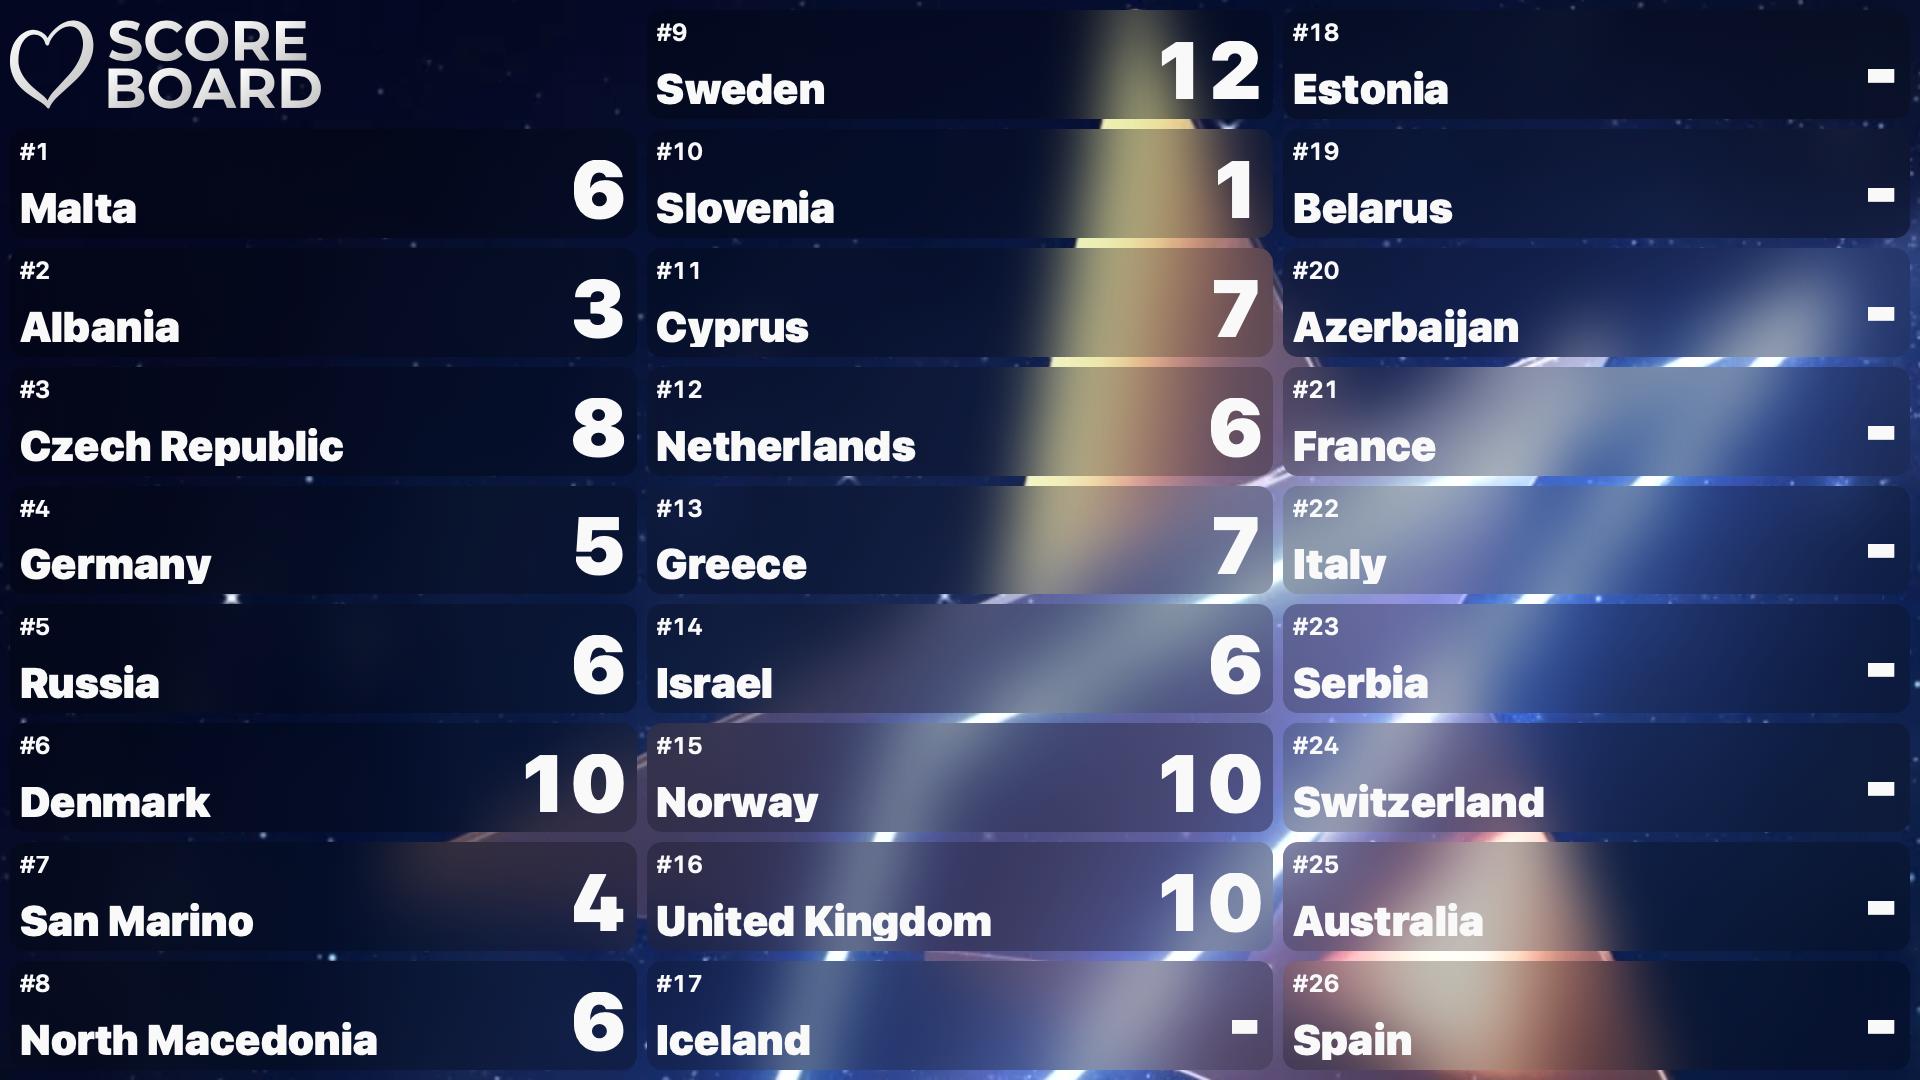 SCORE
BOARD
#1
Malta
6
#2
Albania
3
#3
Czech Republic
8
#4
Germany
5
#5
Russia
6
#6
Denmark
10
#7
San Marino
4
#8
North Macedonia
6
#9
Sweden
12
#10
Slovenia
1
#11
Cyprus
7
#12
Netherlands
6
#13
Greece
7
#14
Israel
6
#15
Norway
10
#16
United Kingdom
10
#17
Iceland
-
#18
Estonia
-
#19
Belarus
-
#20
Azerbaijan
-
#21
France
-
#22
Italy
-
#23
Serbia
-
#24
Switzerland
-
#25
Australia
-
#26
Spain
-